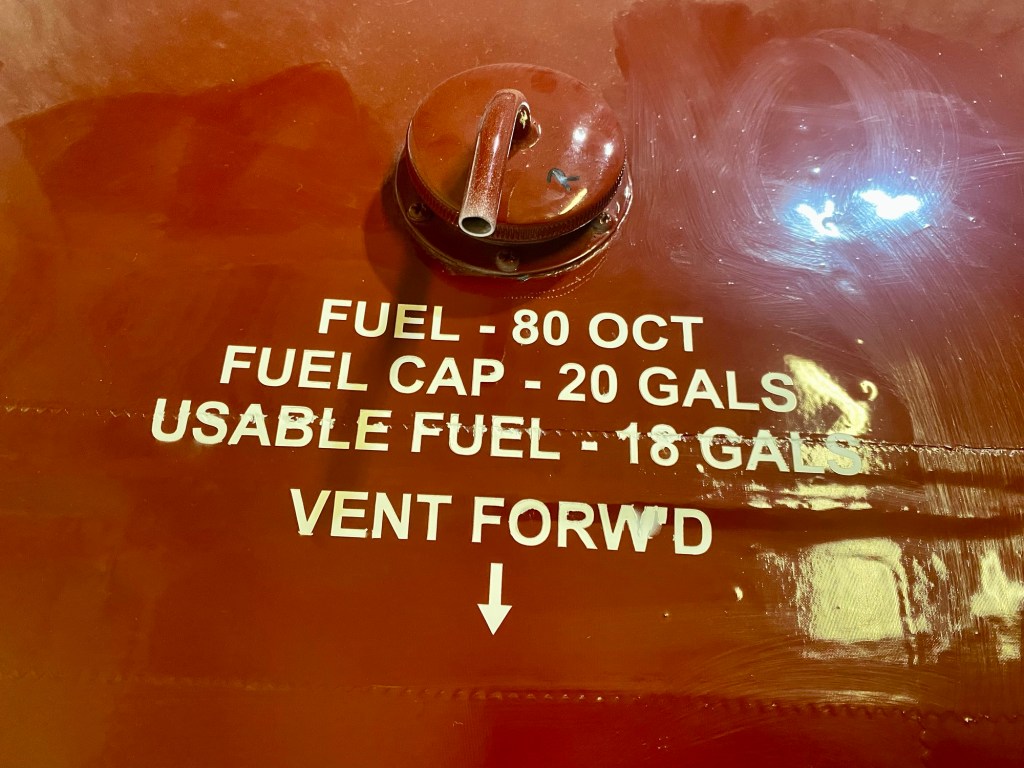 FUEL - 80 OCT
FUEL CAP - 20 GALS
USABLE FUEL - 18 GALS
VENT FORW'D